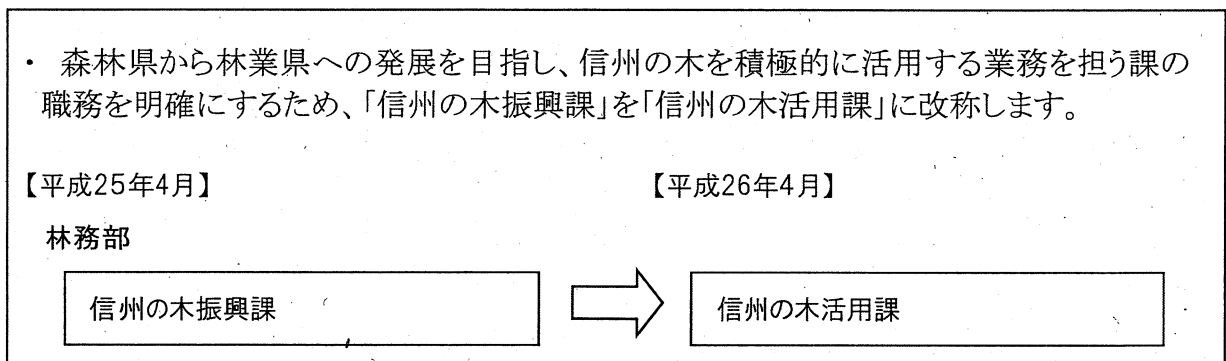 ・ 森林県から林業県への発展を目指し、信州の木を積極的に活用する業務を担う課の
職務を明確にするため、「信州の木振興課」を「信州の木活用課」に改称します。
【平成25年4月】 【平成26年4月】
林務部
信州の木振興課 信州の木活用課